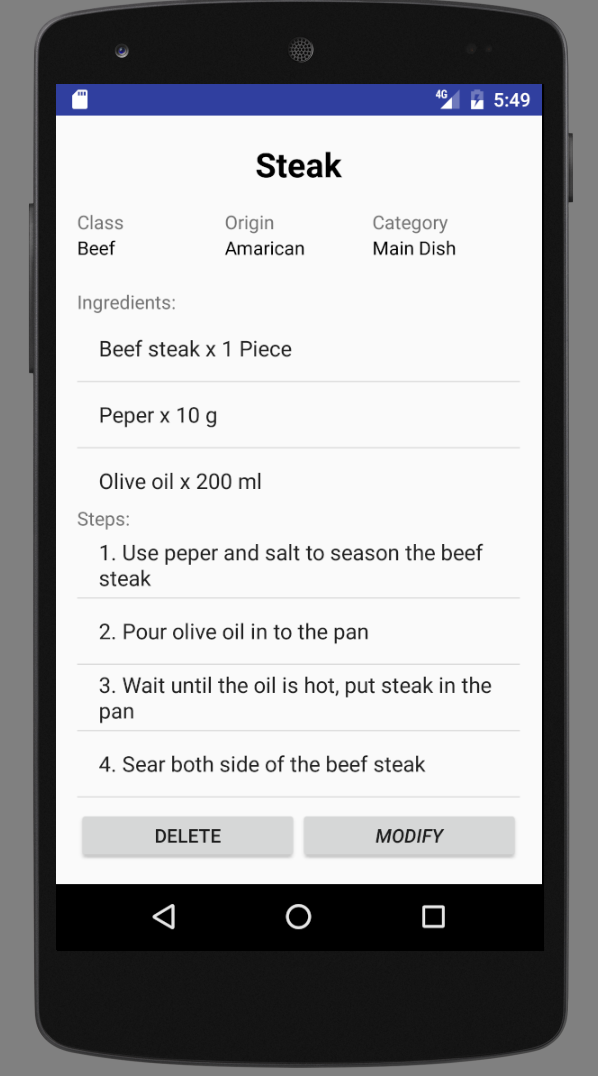 4G 5:49
Steak
Class Origin Category
Beef Amarican Main Dish
Ingredients:
Beef steak x 1 Piece
Peper x 10 g
Olive oil x 200 ml
Steps:
1. Use peper and salt to season the beef
steak
2. Pour olive oil in to the pan
3. Wait until the oil is hot, put steak in the
pan
4. Sear both side of the beef steak
DELETE MODIFY